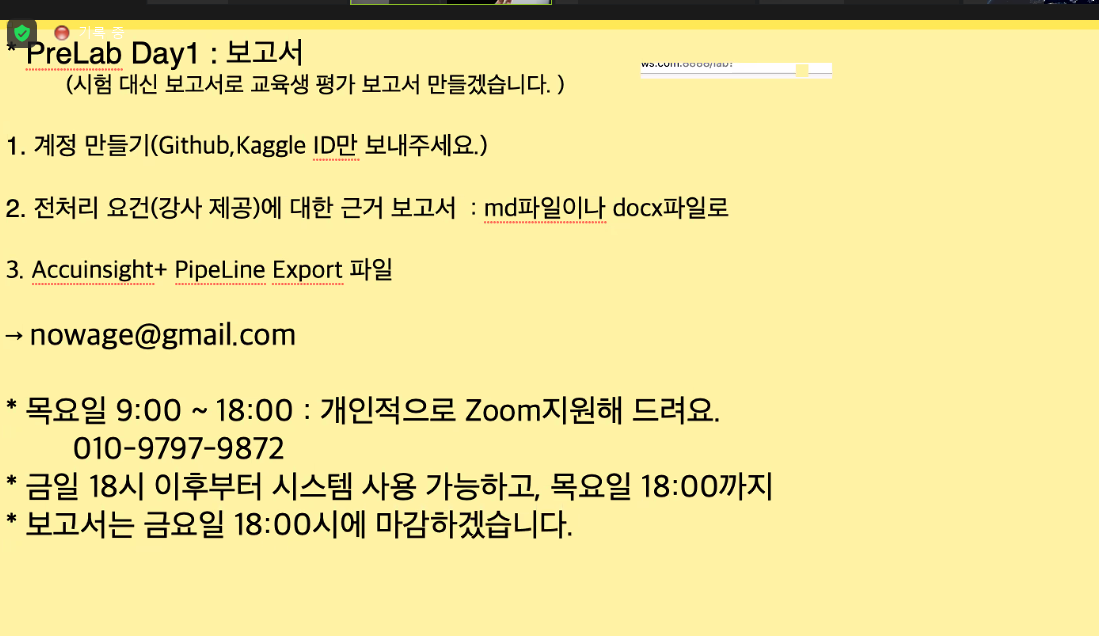 기록 중
* PreLab Day1 : 보고서
ws.com:8888/lab?
(시험 대신 보고서로 교육생 평가 보고서 만들겠습니다. )
1. 계정 만들기(Github,Kaggle ID만 보내주세요.)
2. 전처리 요건(강사 제공)에 대한 근거 보고서 : md파일이나 docx파일로
3. Accuinsight+ PipeLine Export 파일
→ nowage@gmail.com
* 목요일 9:00 ~ 18:00 : 개인적으로 Zoom지원해 드려요.
010-9797-9872
* 금일 18시 이후부터 시스템 사용 가능하고, 목요일 18:00까지
* 보고서는 금요일 18:00시에 마감하겠습니다.